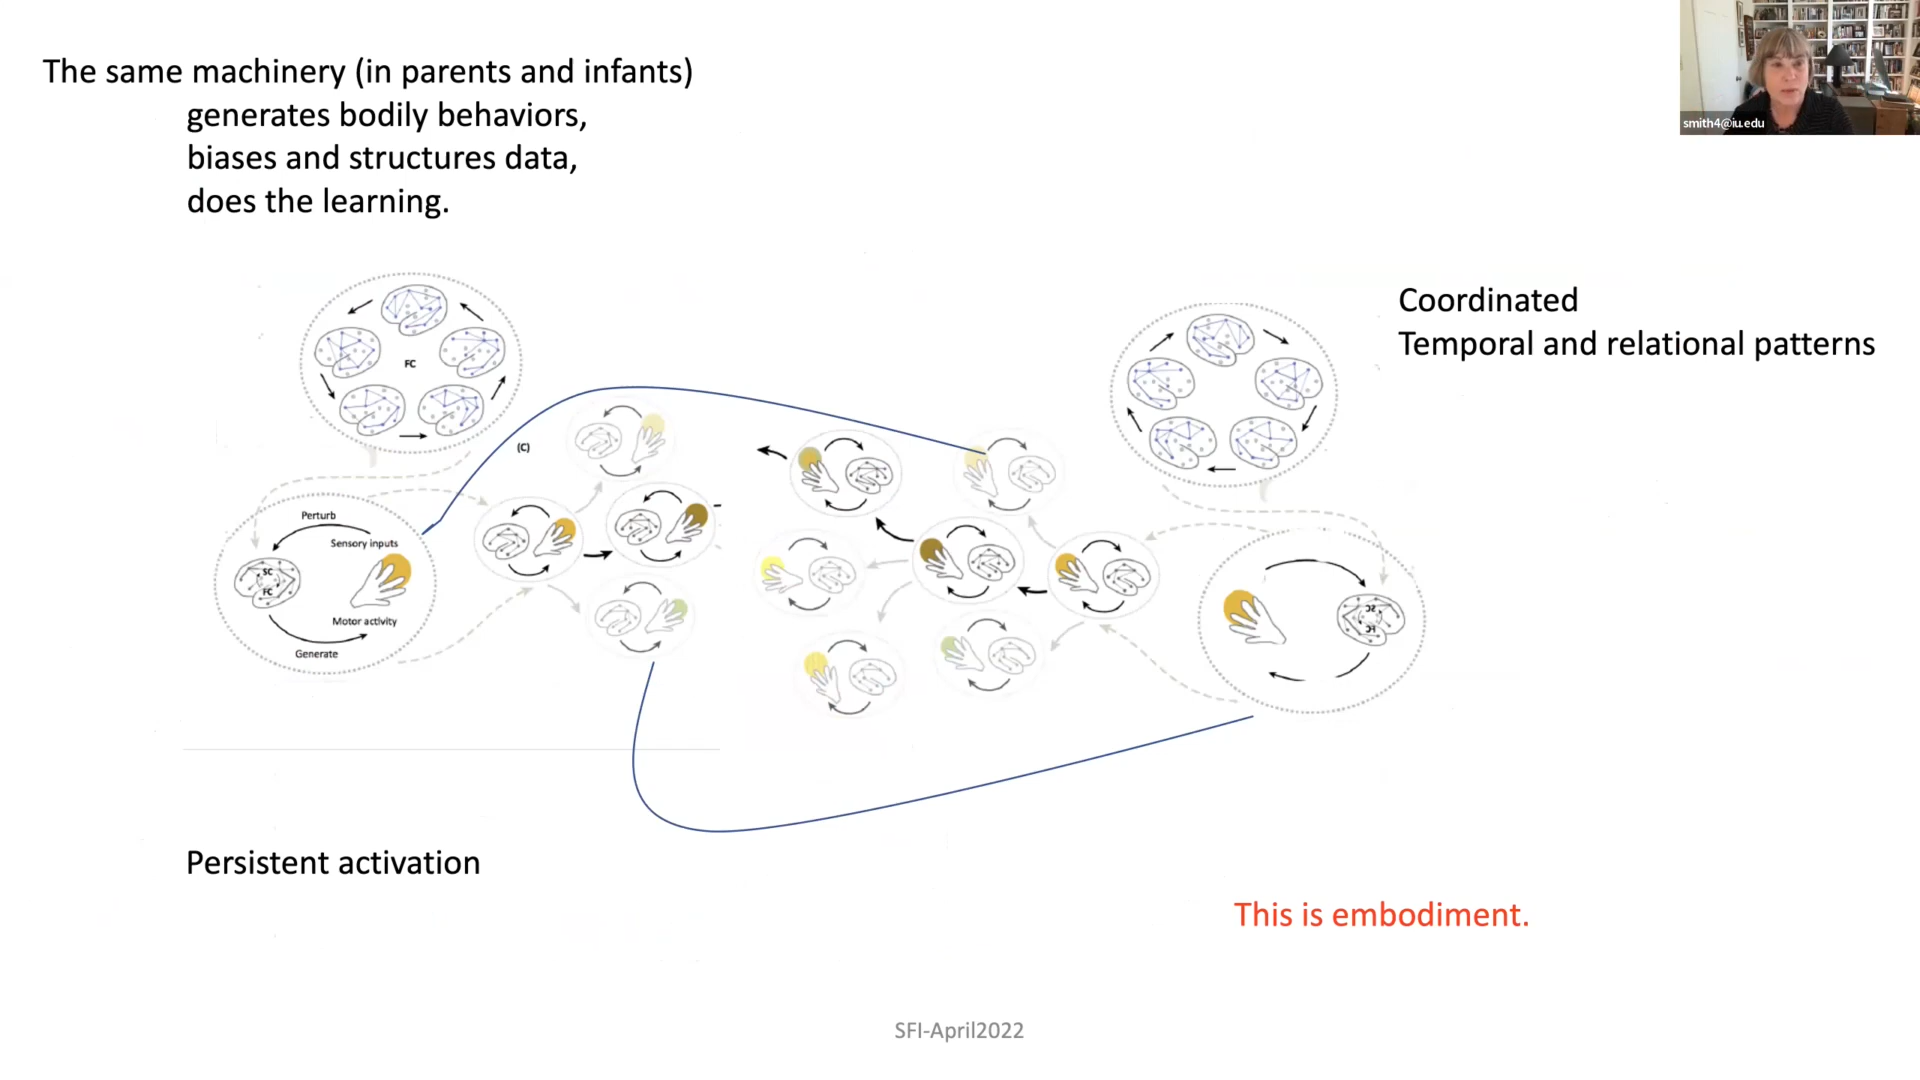 The same machinery (in parents and infants)
generates bodily behaviors,
biases and structures data,
does the learning.
smith4@iu.edu
Coordinated
Temporal and relational patterns
FC
(C)
Perturb
Sensory inputs
SC
FC
Motor activity
Generate
SC
FC
Persistent activation
This is embodiment.
SFI-April2022